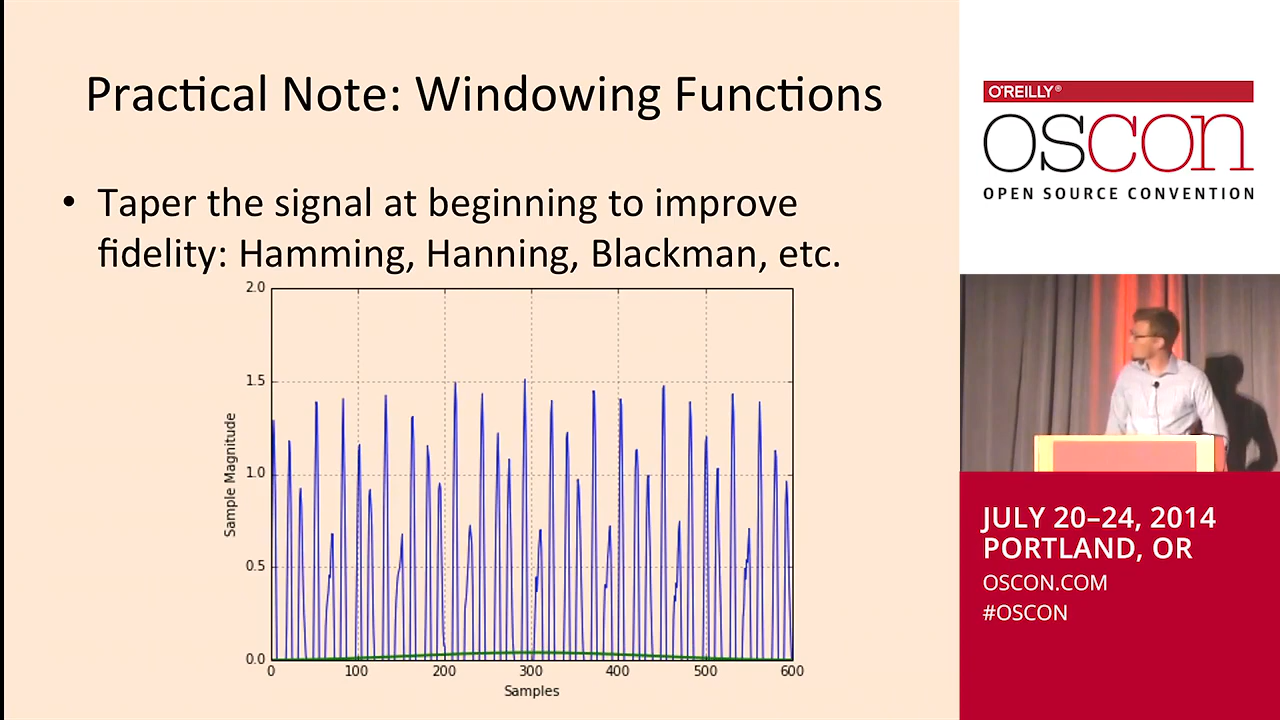 Practical Note: Windowing Functions
• Taper the signal at beginning to improve
fidelity: Hamming, Hanning, Blackman, etc.
2.0
1.5
1.0
0.5
0.0
Sample Magnitude
0
100
200
300
400
500
600
Samples
O'REILLY®
OSCON
OPEN SOURCE CONVENTION
JULY 20–24, 2014
PORTLAND, OR
OSCON.COM
#OSCON